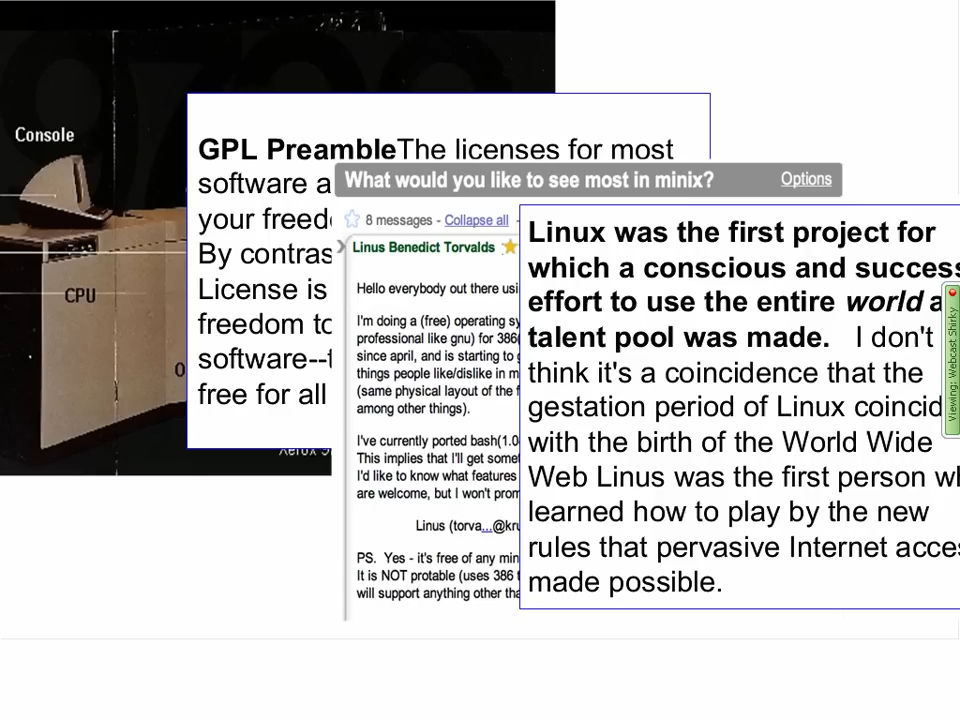 Console
CPU
O
Xerox 9
GPL PreambleThe licenses for most
software a
your freed
By contras
License is
freedom to
software--t
free for all
What would you like to see most in minix? Options
8 messages - Collapse all -
Linus Benedict Torvalds
Hello everybody out there usi
I'm doing a (free) operating sy
professional like gnu) for 386(
since april, and is starting to g
things people like/dislike in m
(same physical layout of the f
among other things).
I've currently ported bash(1.0
This implies that I'll get somet
I'd like to know what features
are welcome, but I won't prom
Linus (torva...@kru
PS. Yes - it's free of any min
It is NOT protable (uses 386 t
will support anything other tha
Linux was the first project for
which a conscious and success
effort to use the entire world a
talent pool was made. I don't
think it's a coincidence that the
gestation period of Linux coincid
with the birth of the World Wide
Web Linus was the first person wh
learned how to play by the new
rules that pervasive Internet acces
made possible.
Viewing: Webcast Shirky